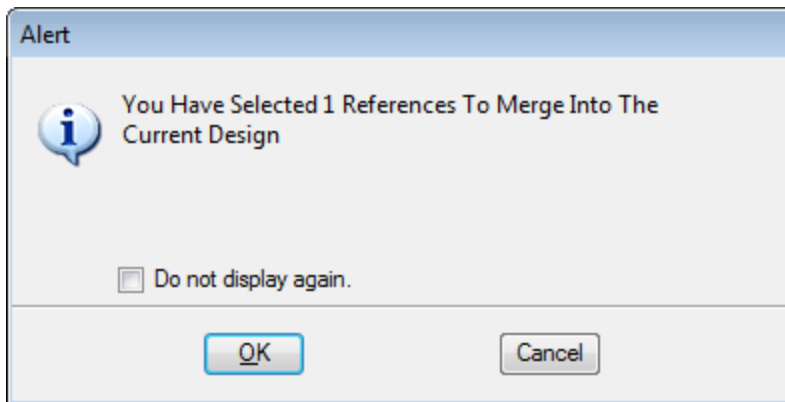 Alert
You Have Selected 1 References To Merge Into The
Current Design
Do not display again.
OK
Cancel